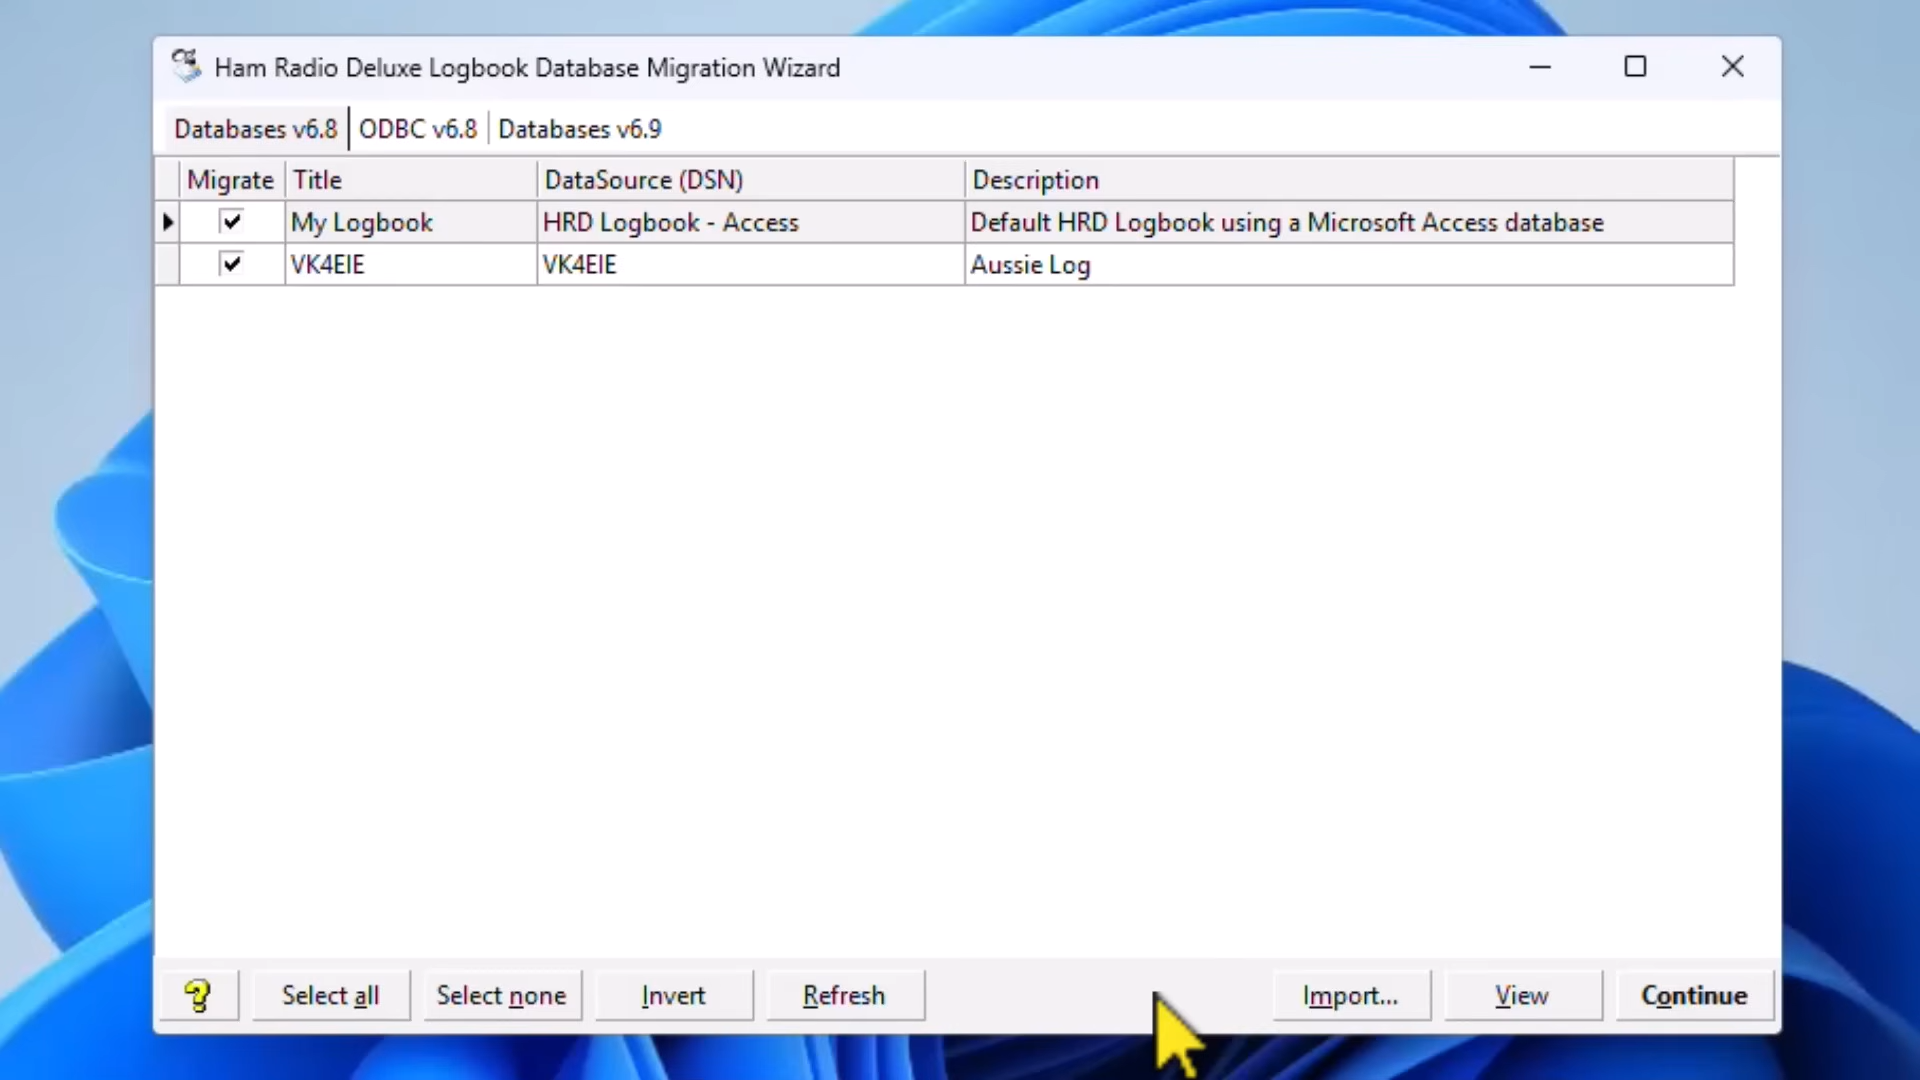 Ham Radio Deluxe Logbook Database Migration Wizard
Databases v6.8 ODBC v6.8 Databases v6.9
Migrate Title DataSource (DSN) Description
My Logbook HRD Logbook - Access Default HRD Logbook using a Microsoft Access database
VK4EIE VK4EIE Aussie Log
? Select all Select none Invert Refresh Import... View Continue